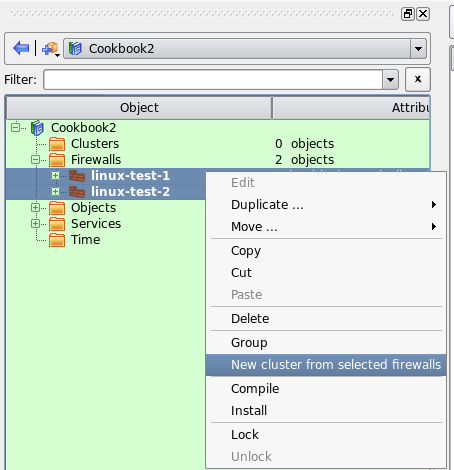 Cookbook2
Filter:
x
Object Attribu
Cookbook2
Clusters 0 objects
Firewalls 2 objects
linux-test-1
linux-test-2
Objects
Services
Time
Edit
Duplicate ...
Move ...
Copy
Cut
Paste
Delete
Group
New cluster from selected firewalls
Compile
Install
Lock
Unlock